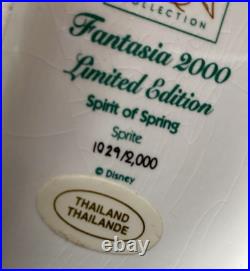 COLLECTION
Fantasia 2000
Limited Edition
Spirit of Spring
Sprite
1029/2,000
© Disney
THAILAND
THAILANDE